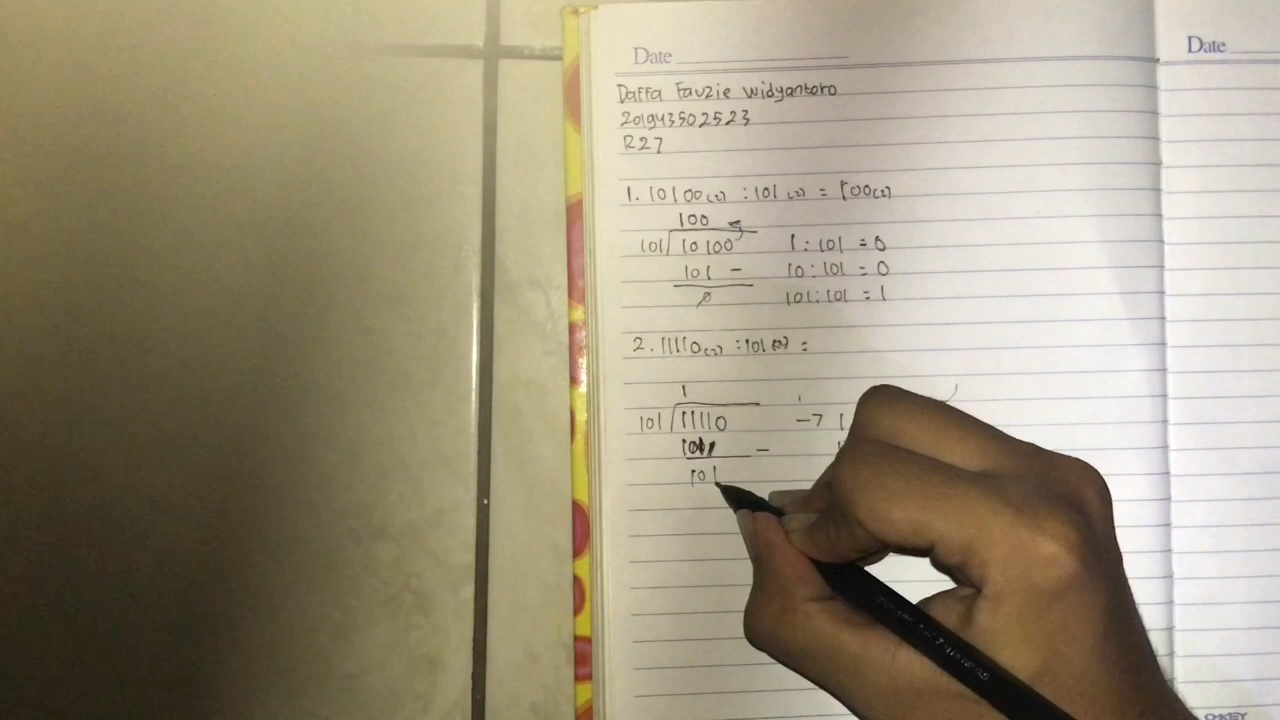 Date
Date
Daffa Fauzie Widyantoro
201943502523
R27
1. 10100(2) : 101(2) = 100(2)
100
101 10100 1 : 101 = 0
101 - 10 : 101 = 0
0 101 : 101 = 1
2. 11110(2) : 101(2) =
1
101 11110
101 -
101